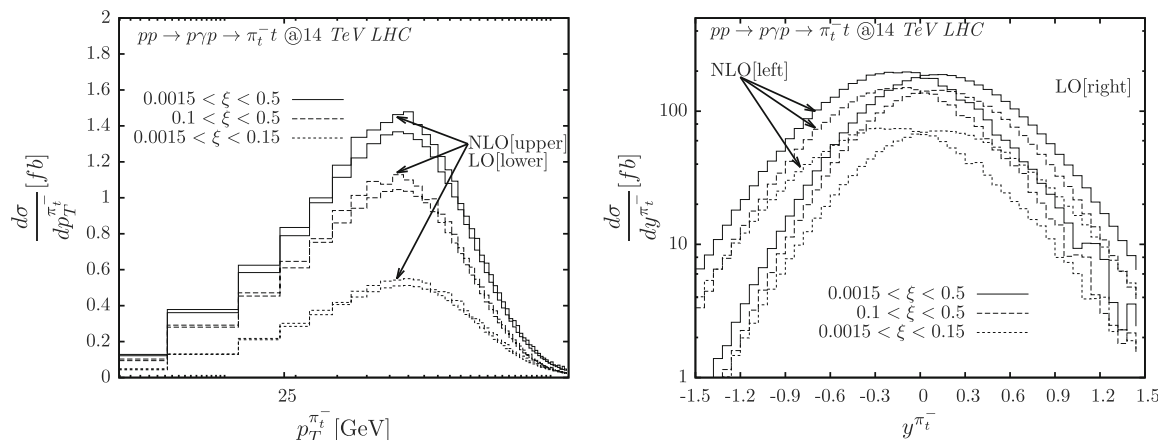 pp → pγp → π_t^- t @14 TeV LHC
0.0015 < ξ < 0.5
0.1 < ξ < 0.5
0.0015 < ξ < 0.15
NLO[upper]
LO[lower]
2
1.8
1.6
1.4
1.2
1
0.8
0.6
0.4
0.2
0
25
dσ/dp_T^{π_t^-} [fb]
p_T^{π_t^-} [GeV]
pp → pγp → π_t^- t @14 TeV LHC
NLO[left]
LO[right]
0.0015 < ξ < 0.5
0.1 < ξ < 0.5
0.0015 < ξ < 0.15
100
10
1
-1.5 -1.2 -0.9 -0.6 -0.3 0 0.3 0.6 0.9 1.2 1.5
dσ/dy^{π_t^-} [fb]
y^{π_t^-}